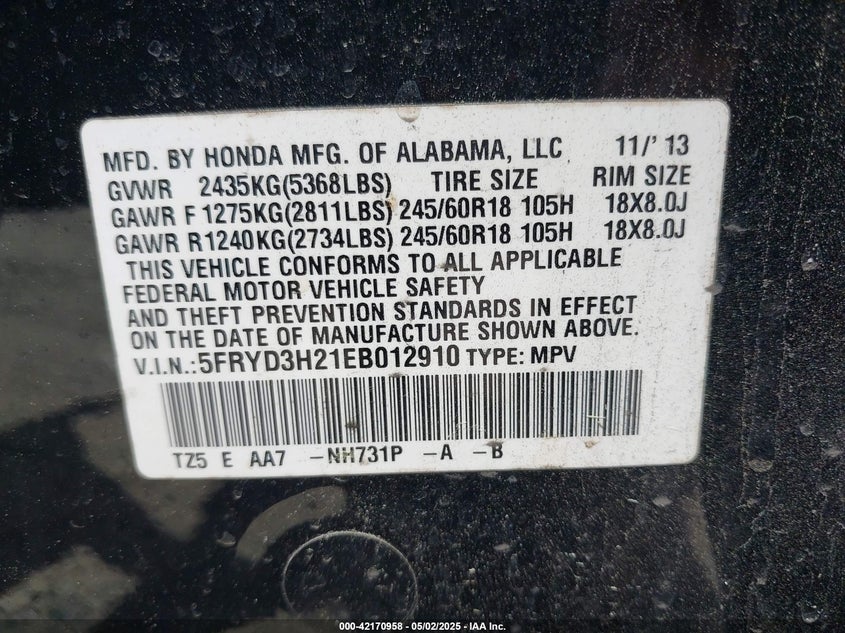 MFD. BY HONDA MFG. OF ALABAMA, LLC 11/' 13
GVWR 2435KG(5368LBS) TIRE SIZE RIM SIZE
GAWR F 1275KG(2811LBS) 245/60R18 105H 18X8.0J
GAWR R1240KG(2734LBS) 245/60R18 105H 18X8.0J
THIS VEHICLE CONFORMS TO ALL APPLICABLE
FEDERAL MOTOR VEHICLE SAFETY
AND THEFT PREVENTION STANDARDS IN EFFECT
ON THE DATE OF MANUFACTURE SHOWN ABOVE.
V.I.N.:5FRYD3H21EB012910 TYPE: MPV
TZ5 E AA7 -NH731P -A -B
000-42170958 - 05/02/2025 - IAA Inc.